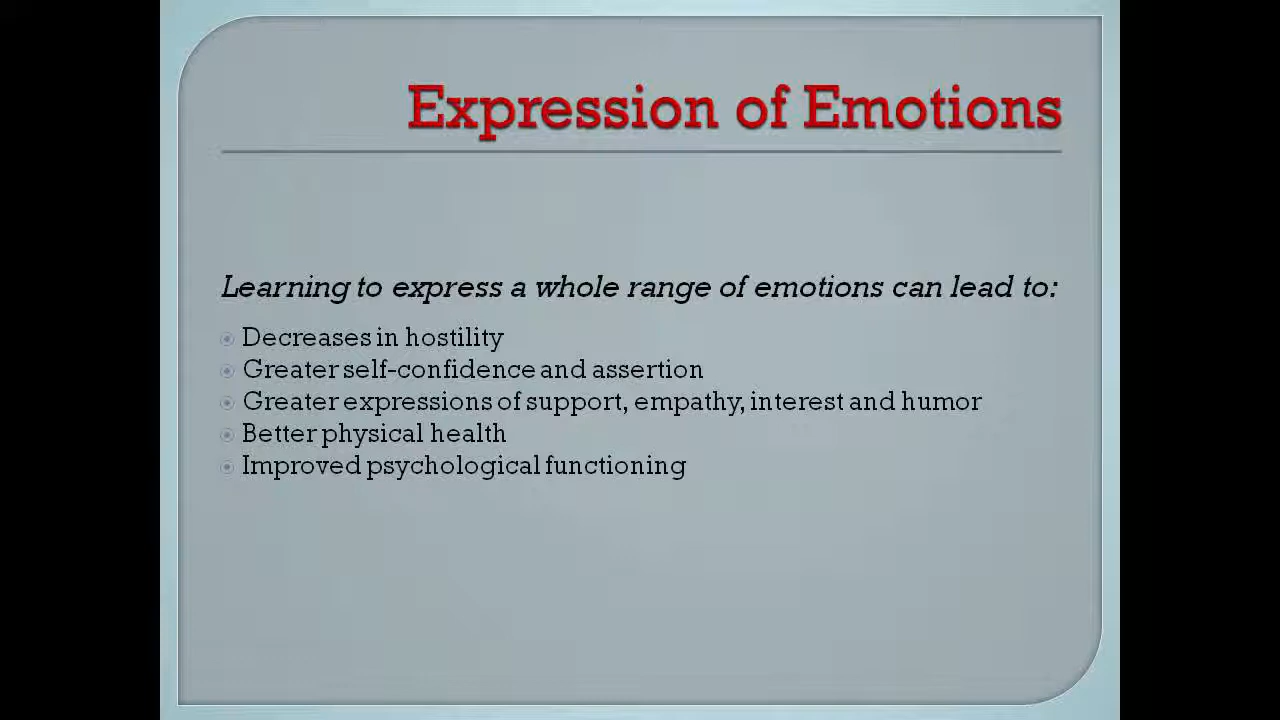 Expression of Emotions
Learning to express a whole range of emotions can lead to:
Decreases in hostility
Greater self-confidence and assertion
Greater expressions of support, empathy, interest and humor
Better physical health
Improved psychological functioning